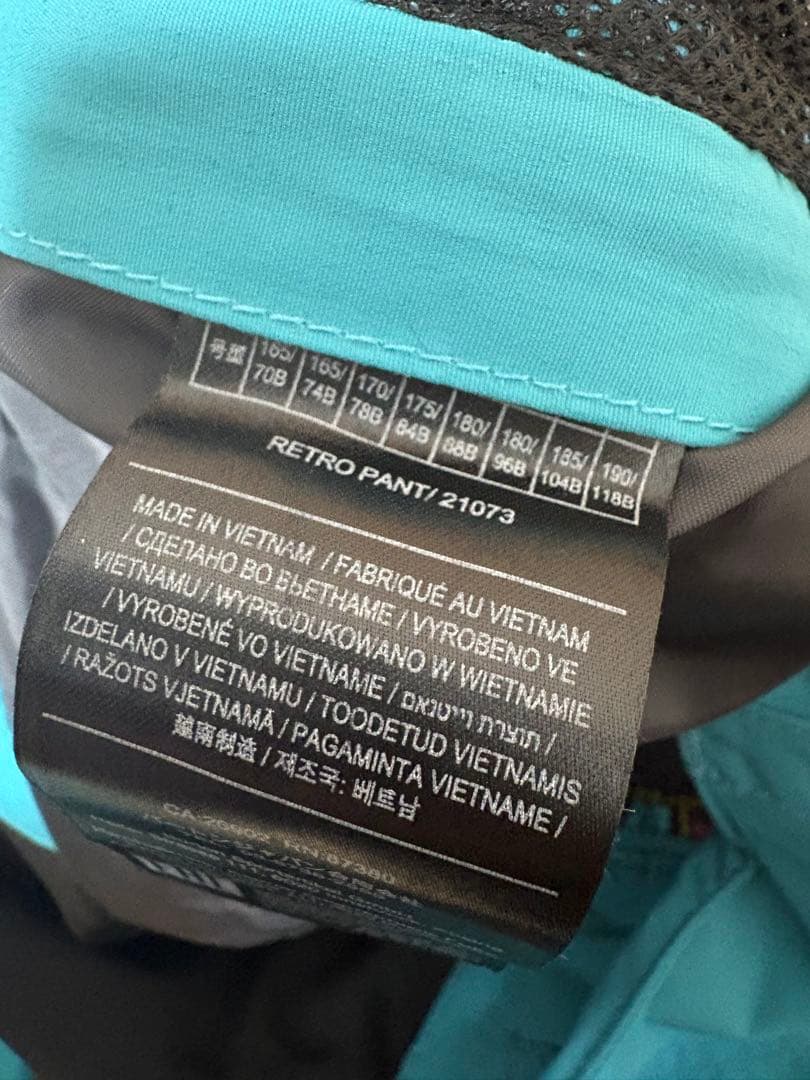 号型 165/70B 165/74B 170/78B 175/84B 180/ 180/96B 185/104B 190/118B
RETRO PANT/ 21073
MADE IN VIETNAM / FABRIQUÉ AU VIETNAM
/ СДЕЛАНО ВО ВЬЕТНАМЕ / VYROBENO VE
VIETNAMU / WYPRODUKOWANO W WIETNAMIE
/ VYROBENÉ VO VIETNAME / תוצרת וייטנאם /
IZDELANO V VIETNAMU / TOODETUD VIETNAMIS
/ RAŽOTS VJETNAMĀ / PAGAMINTA VIETNAME /
越南制造 / 제조국: 베트남